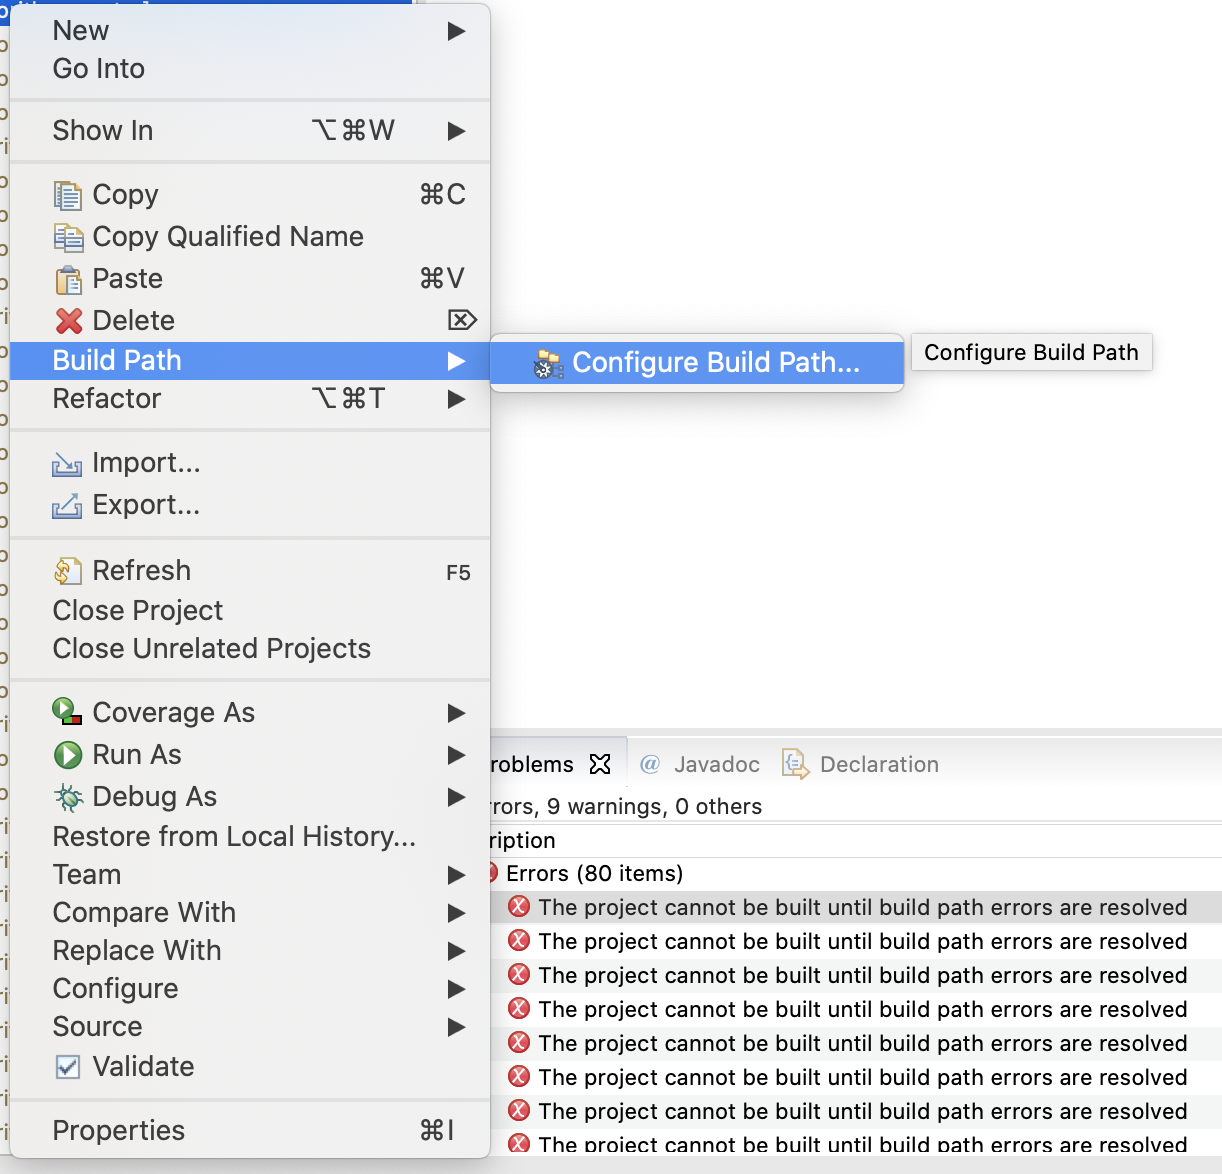 New
Go Into
Show In ⌥⌘W
Copy ⌘C
Copy Qualified Name
Paste ⌘V
Delete ⌦
Build Path
Configure Build Path...
Configure Build Path
Refactor ⌥⌘T
Import...
Export...
Refresh F5
Close Project
Close Unrelated Projects
Coverage As
Run As
Debug As
Restore from Local History...
Team
Compare With
Replace With
Configure
Source
Validate
Properties ⌘I
roblems @ Javadoc Declaration
rors, 9 warnings, 0 others
ription
Errors (80 items)
The project cannot be built until build path errors are resolved
The project cannot be built until build path errors are resolved
The project cannot be built until build path errors are resolved
The project cannot be built until build path errors are resolved
The project cannot be built until build path errors are resolved
The project cannot be built until build path errors are resolved
The project cannot be built until build path errors are resolved
The project cannot be built until build path errors are resolved